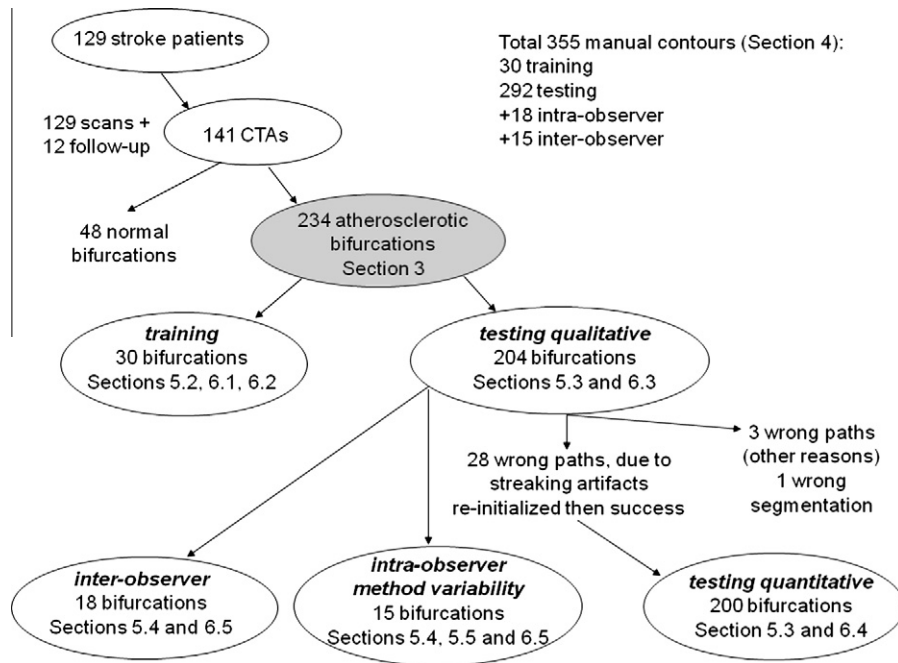 129 stroke patients
Total 355 manual contours (Section 4):
30 training
292 testing
+18 intra-observer
+15 inter-observer
129 scans +
12 follow-up
141 CTAs
48 normal
bifurcations
234 atherosclerotic
bifurcations
Section 3
training
30 bifurcations
Sections 5.2, 6.1, 6.2
testing qualitative
204 bifurcations
Sections 5.3 and 6.3
28 wrong paths, due to
streaking artifacts
re-initialized then success
3 wrong paths
(other reasons)
1 wrong
segmentation
inter-observer
18 bifurcations
Sections 5.4 and 6.5
intra-observer
method variability
15 bifurcations
Sections 5.4, 5.5 and 6.5
testing quantitative
200 bifurcations
Section 5.3 and 6.4